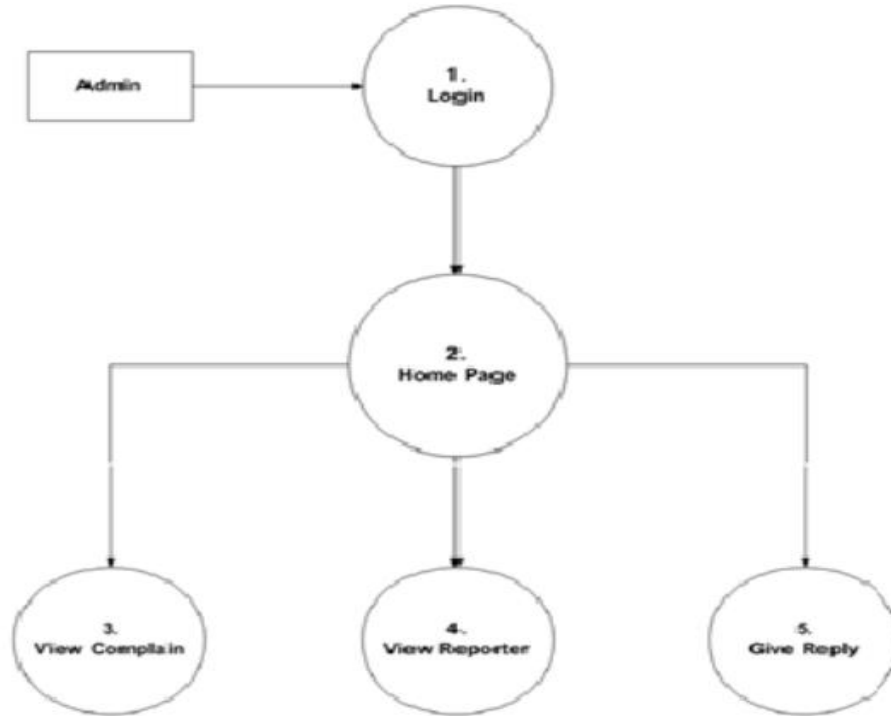 Admin
1.
Login
2.
Home Page
3.
View Complain
4.
View Reporter
5.
Give Reply